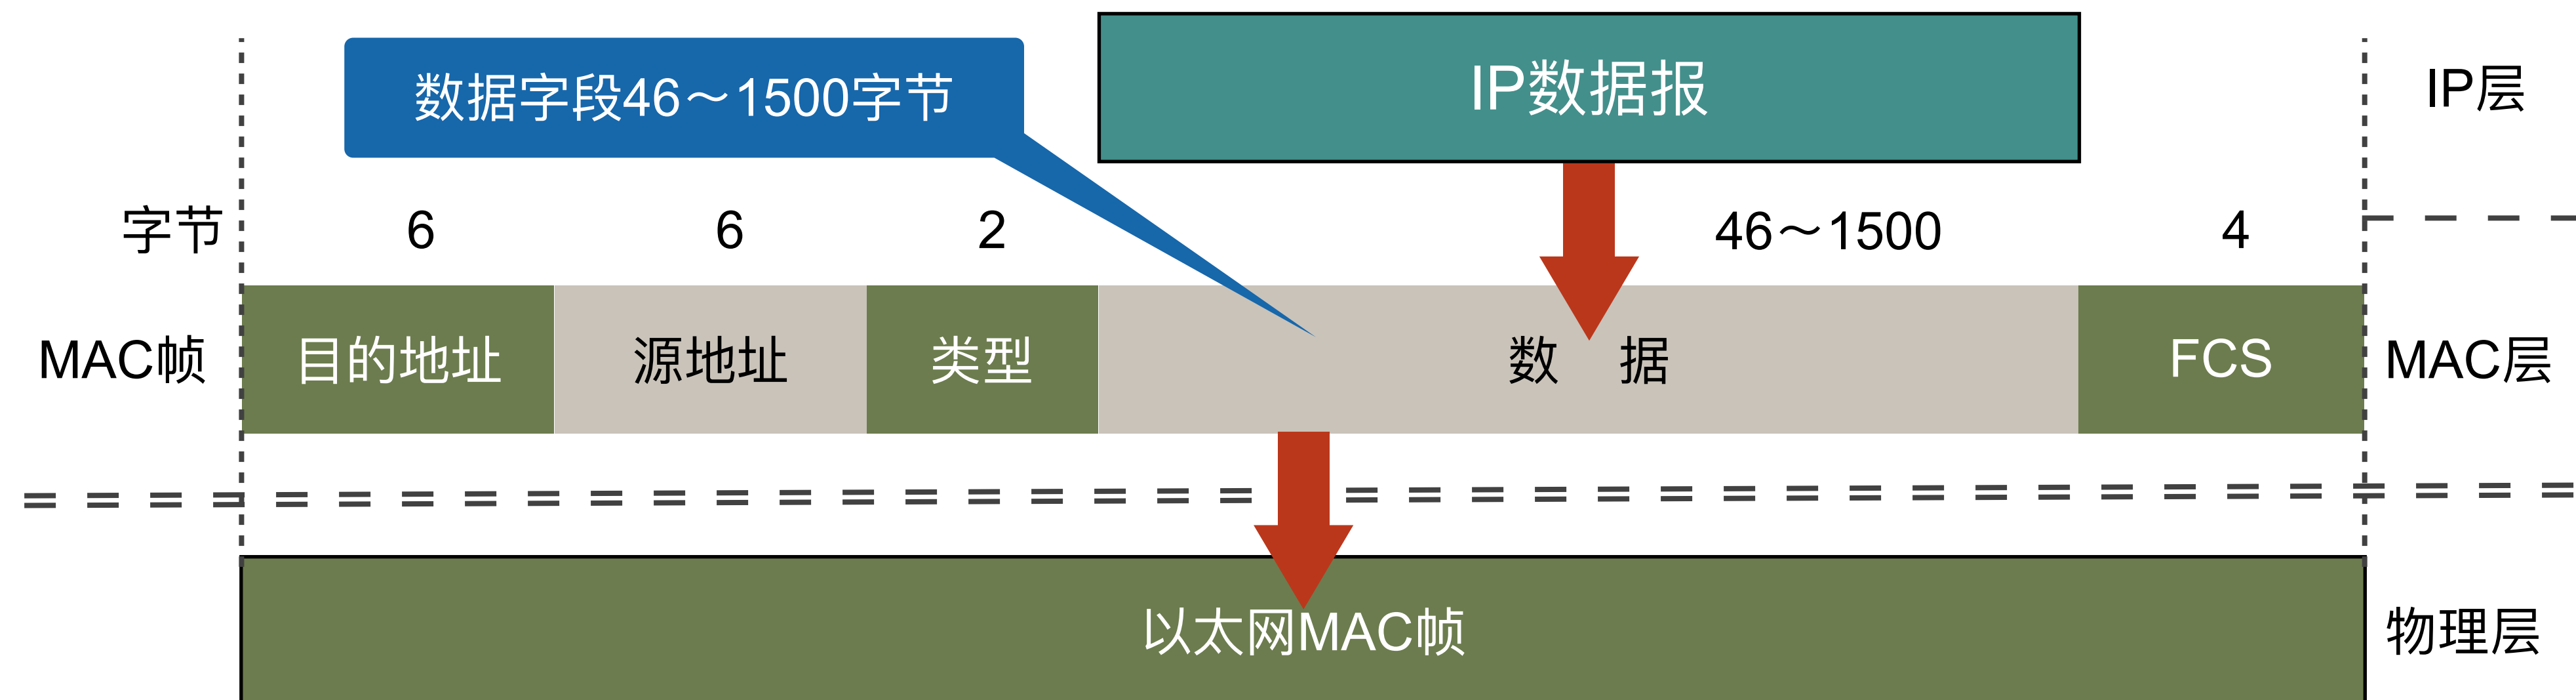 IP数据报
IP层
数据字段46～1500字节
字节 6 6 2 46～1500 4
MAC帧 目的地址 源地址 类型 数 据 FCS MAC层
以太网MAC帧 物理层